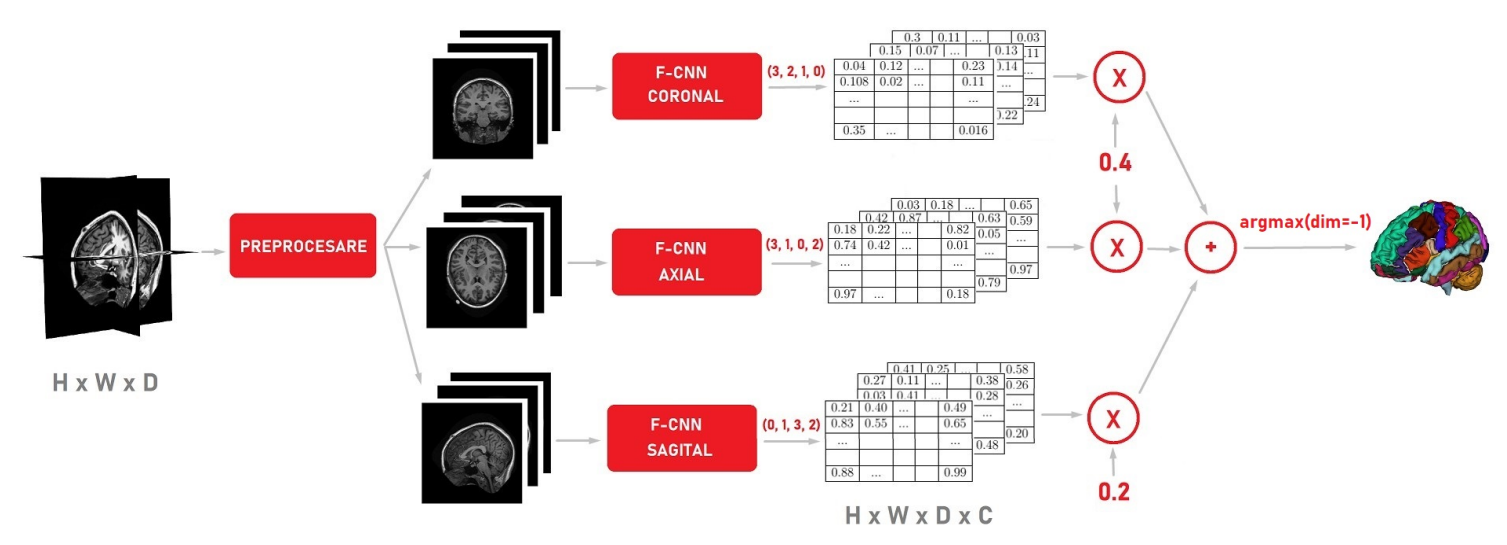 H x W x D
PREPROCESARE
F-CNN
CORONAL
(3, 2, 1, 0)
0.3 0.11 ... 0.03
0.15 0.07 ... 0.13 .11
0.04 0.12 ... 0.23 0.14
0.108 0.02 ... 0.11 ... ...
... ... .24
0.22
0.35 ... 0.016
X
0.4
F-CNN
AXIAL
(3, 1, 0, 2)
0.03 0.18 ... 0.65
0.42 0.87 ... 0.63 0.59
0.18 0.22 ... 0.82 0.05
0.74 0.42 ... 0.01 ... ...
... ... 0.97
0.79
0.97 ... 0.18
X
+
argmax(dim=-1)
F-CNN
SAGITAL
(0, 1, 3, 2)
0.41 0.25 ... 0.58
0.27 0.11 ... 0.38 0.26
0.03 0.41 ... 0.28
0.21 0.40 ... 0.49 ... ...
0.83 0.55 ... 0.65
... ... 0.48 0.20
0.88 ... 0.99
X
0.2
H x W x D x C